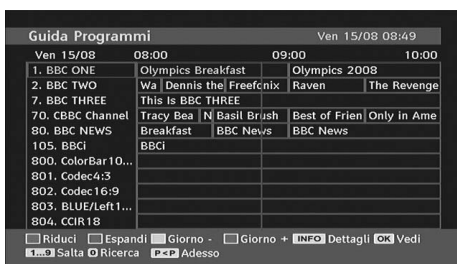 Guida Programmi Ven 15/08 08:49
Ven 15/08 08:00 09:00 10:00
1. BBC ONE Olympics Breakfast Olympics 2008
2. BBC TWO Wa Dennis the Freefonix Raven The Revenge
7. BBC THREE This Is BBC THREE
70. CBBC Channel Tracy Bea N Basil Brush Best of Frien Only in Ame
80. BBC NEWS Breakfast BBC News BBC News
105. BBCi BBCi
800. ColorBar10...
801. Codec4:3
802. Codec16:9
803. BLUE/Left1...
804. CCIR18
Riduci Espandi Giorno - Giorno + INFO Dettagli OK Vedi
1...9 Salta 0 Ricerca P<P Adesso